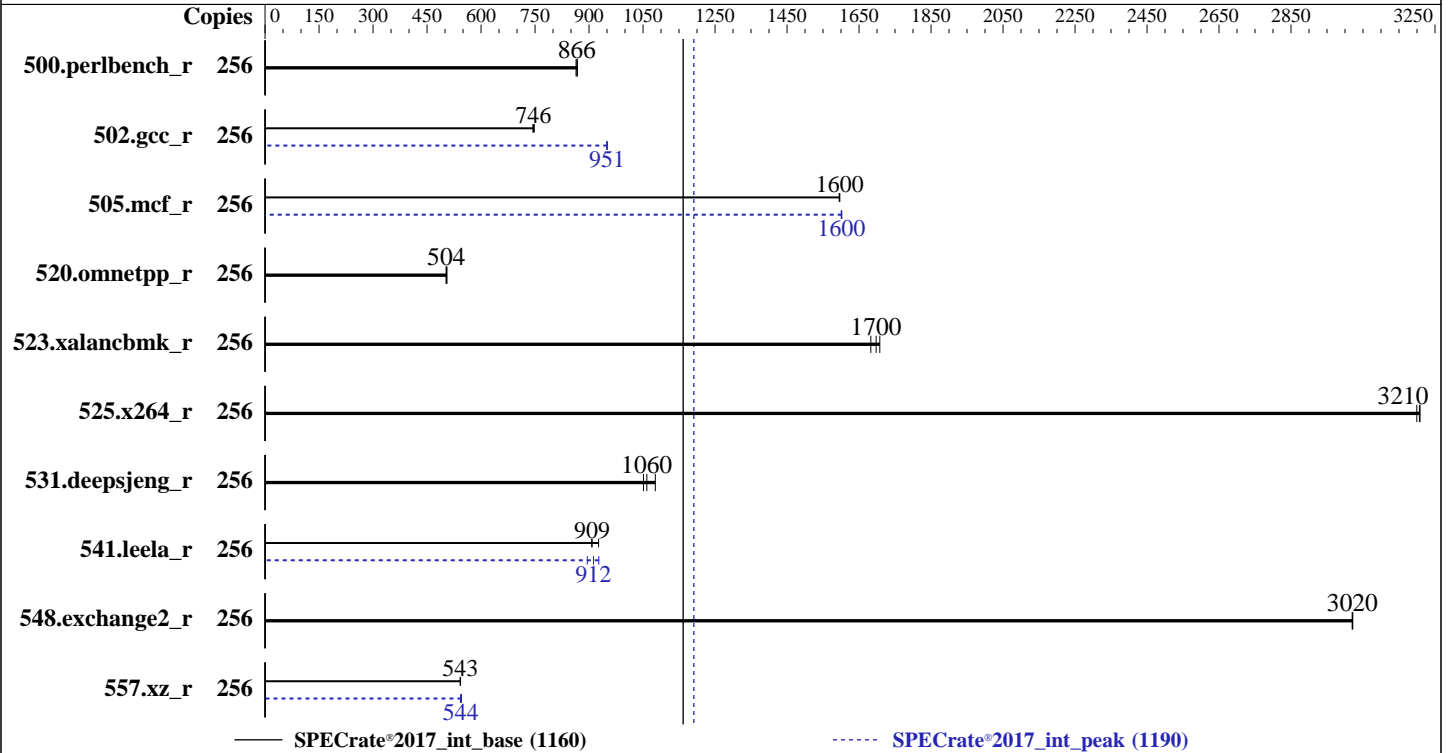 Copies 0 150 300 450 600 750 900 1050 1250 1450 1650 1850 2050 2250 2450 2650 2850 3250
866
500.perlbench_r 256
746
502.gcc_r 256
951
1600
505.mcf_r 256
1600
504
520.omnetpp_r 256
1700
523.xalancbmk_r 256
3210
525.x264_r 256
1060
531.deepsjeng_r 256
909
541.leela_r 256
912
3020
548.exchange2_r 256
543
557.xz_r 256
544
SPECrate®2017_int_base (1160) SPECrate®2017_int_peak (1190)